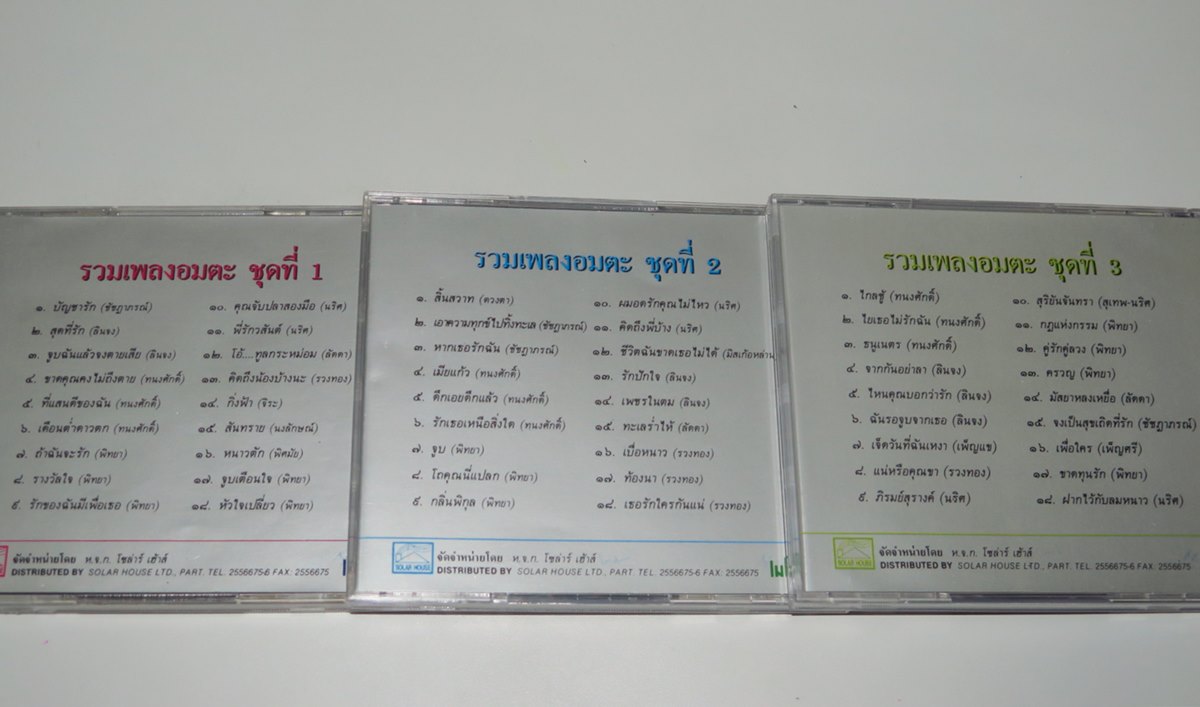 รวมเพลงอมตะ ชุดที่ 1
๑. บัญชารัก (ชัชฎาภรณ์)
๒. สุดที่รัก (ลินจง)
๓. จูบฉันแล้วจงตายเสีย (ลินจง)
๔. ขาดคุณคงไม่ถึงตาย (ทนงศักดิ์)
๕. ที่แสนดีของฉัน (ทนงศักดิ์)
๖. เดือนต่ำดาวตก (ทนงศักดิ์)
๗. ถ้าฉันจะรัก (พิทยา)
๘. รางวัลใจ (พิทยา)
๙. รักของฉันมีเพื่อเธอ (พิทยา)
๑๐. คุณจับปลาสองมือ (นริศ)
๑๑. พี่รักวสันต์ (นริศ)
๑๒. โอ้....ทูลกระหม่อม (ลัดดา)
๑๓. คิดถึงน้องบ้างนะ (รวงทอง)
๑๔. กิ่งฟ้า (จิระ)
๑๕. สันทราย (นงลักษณ์)
๑๖. หนาวตัก (พิศมัย)
๑๗. จูบเตือนใจ (พิทยา)
๑๘. หัวใจเปลี่ยว (พิทยา)
จัดจำหน่ายโดย ห.จ.ก. โซล่าร์ เฮ้าส์
DISTRIBUTED BY SOLAR HOUSE LTD., PART. TEL. 2556675-6 FAX: 2556675
รวมเพลงอมตะ ชุดที่ 2
๑. สิ้นสวาท (ดวงตา)
๒. เอาความทุกข์ไปทิ้งทะเล (ชัชฎาภรณ์)
๓. หากเธอรักฉัน (ชัชฎาภรณ์)
๔. เมียแก้ว (ทนงศักดิ์)
๕. ดึกเอยดึกแล้ว (ทนงศักดิ์)
๖. รักเธอเหนือสิ่งใด (ทนงศักดิ์)
๗. จูบ (พิทยา)
๘. โถคุณนี่แปลก (พิทยา)
๙. กลิ่นพิกุล (พิทยา)
๑๐. ผมอดรักคุณไม่ไหว (นริศ)
๑๑. คิดถึงพี่บ้าง (นริศ)
๑๒. ชีวิตฉันขาดเธอไม่ได้
๑๓. รักปักใจ (ลินจง)
๑๔. เพชรในตม (ลินจง)
๑๕. ทะเลร่ำไห้ (ลัดดา)
๑๖. เบื่อหนาว (รวงทอง)
๑๗. ท้องนา (รวงทอง)
๑๘. เธอรักใครกันแน่ (รวงทอง)
SOLAR HOUSE
จัดจำหน่ายโดย ห.จ.ก. โซล่าร์ เฮ้าส์
DISTRIBUTED BY SOLAR HOUSE LTD., PART. TEL. 2556675-6 FAX: 2556675
รวมเพลงอมตะ ชุดที่ 3
๑. ไกลชู้ (ทนงศักดิ์)
๒. ไยเธอไม่รักฉัน (ทนงศักดิ์)
๓. ธนูเนตร (ทนงศักดิ์)
๔. จากกันอย่าลา (ลินจง)
๕. ไหนคุณบอกว่ารัก (ลินจง)
๖. ฉันรอจูบจากเธอ (ลินจง)
๗. เจ็ดวันที่ฉันเหงา (เพ็ญแข)
๘. แน่หรือคุณขา (รวงทอง)
๙. ภิรมย์สุรางค์ (นริศ)
๑๐. สุริยันจันทรา (สุเทพ-นริศ)
๑๑. กฎแห่งกรรม (พิทยา)
๑๒. คู่รักคู่ลวง (พิทยา)
๑๓. ครวญ (พิทยา)
๑๔. มัสยาหลงเหยื่อ (ลัดดา)
๑๕. จงเป็นสุขเถิดที่รัก (ชัชฎาภรณ์)
๑๖. เพื่อใคร (เพ็ญศรี)
๑๗. ขาดทุนรัก (พิทยา)
๑๘. ฝากไว้กับลมหนาว (นริศ)
SOLAR HOUSE
จัดจำหน่ายโดย ห.จ.ก. โซล่าร์ เฮ้าส์
DISTRIBUTED BY SOLAR HOUSE LTD., PART. TEL. 2556675-6 FAX: 2556675